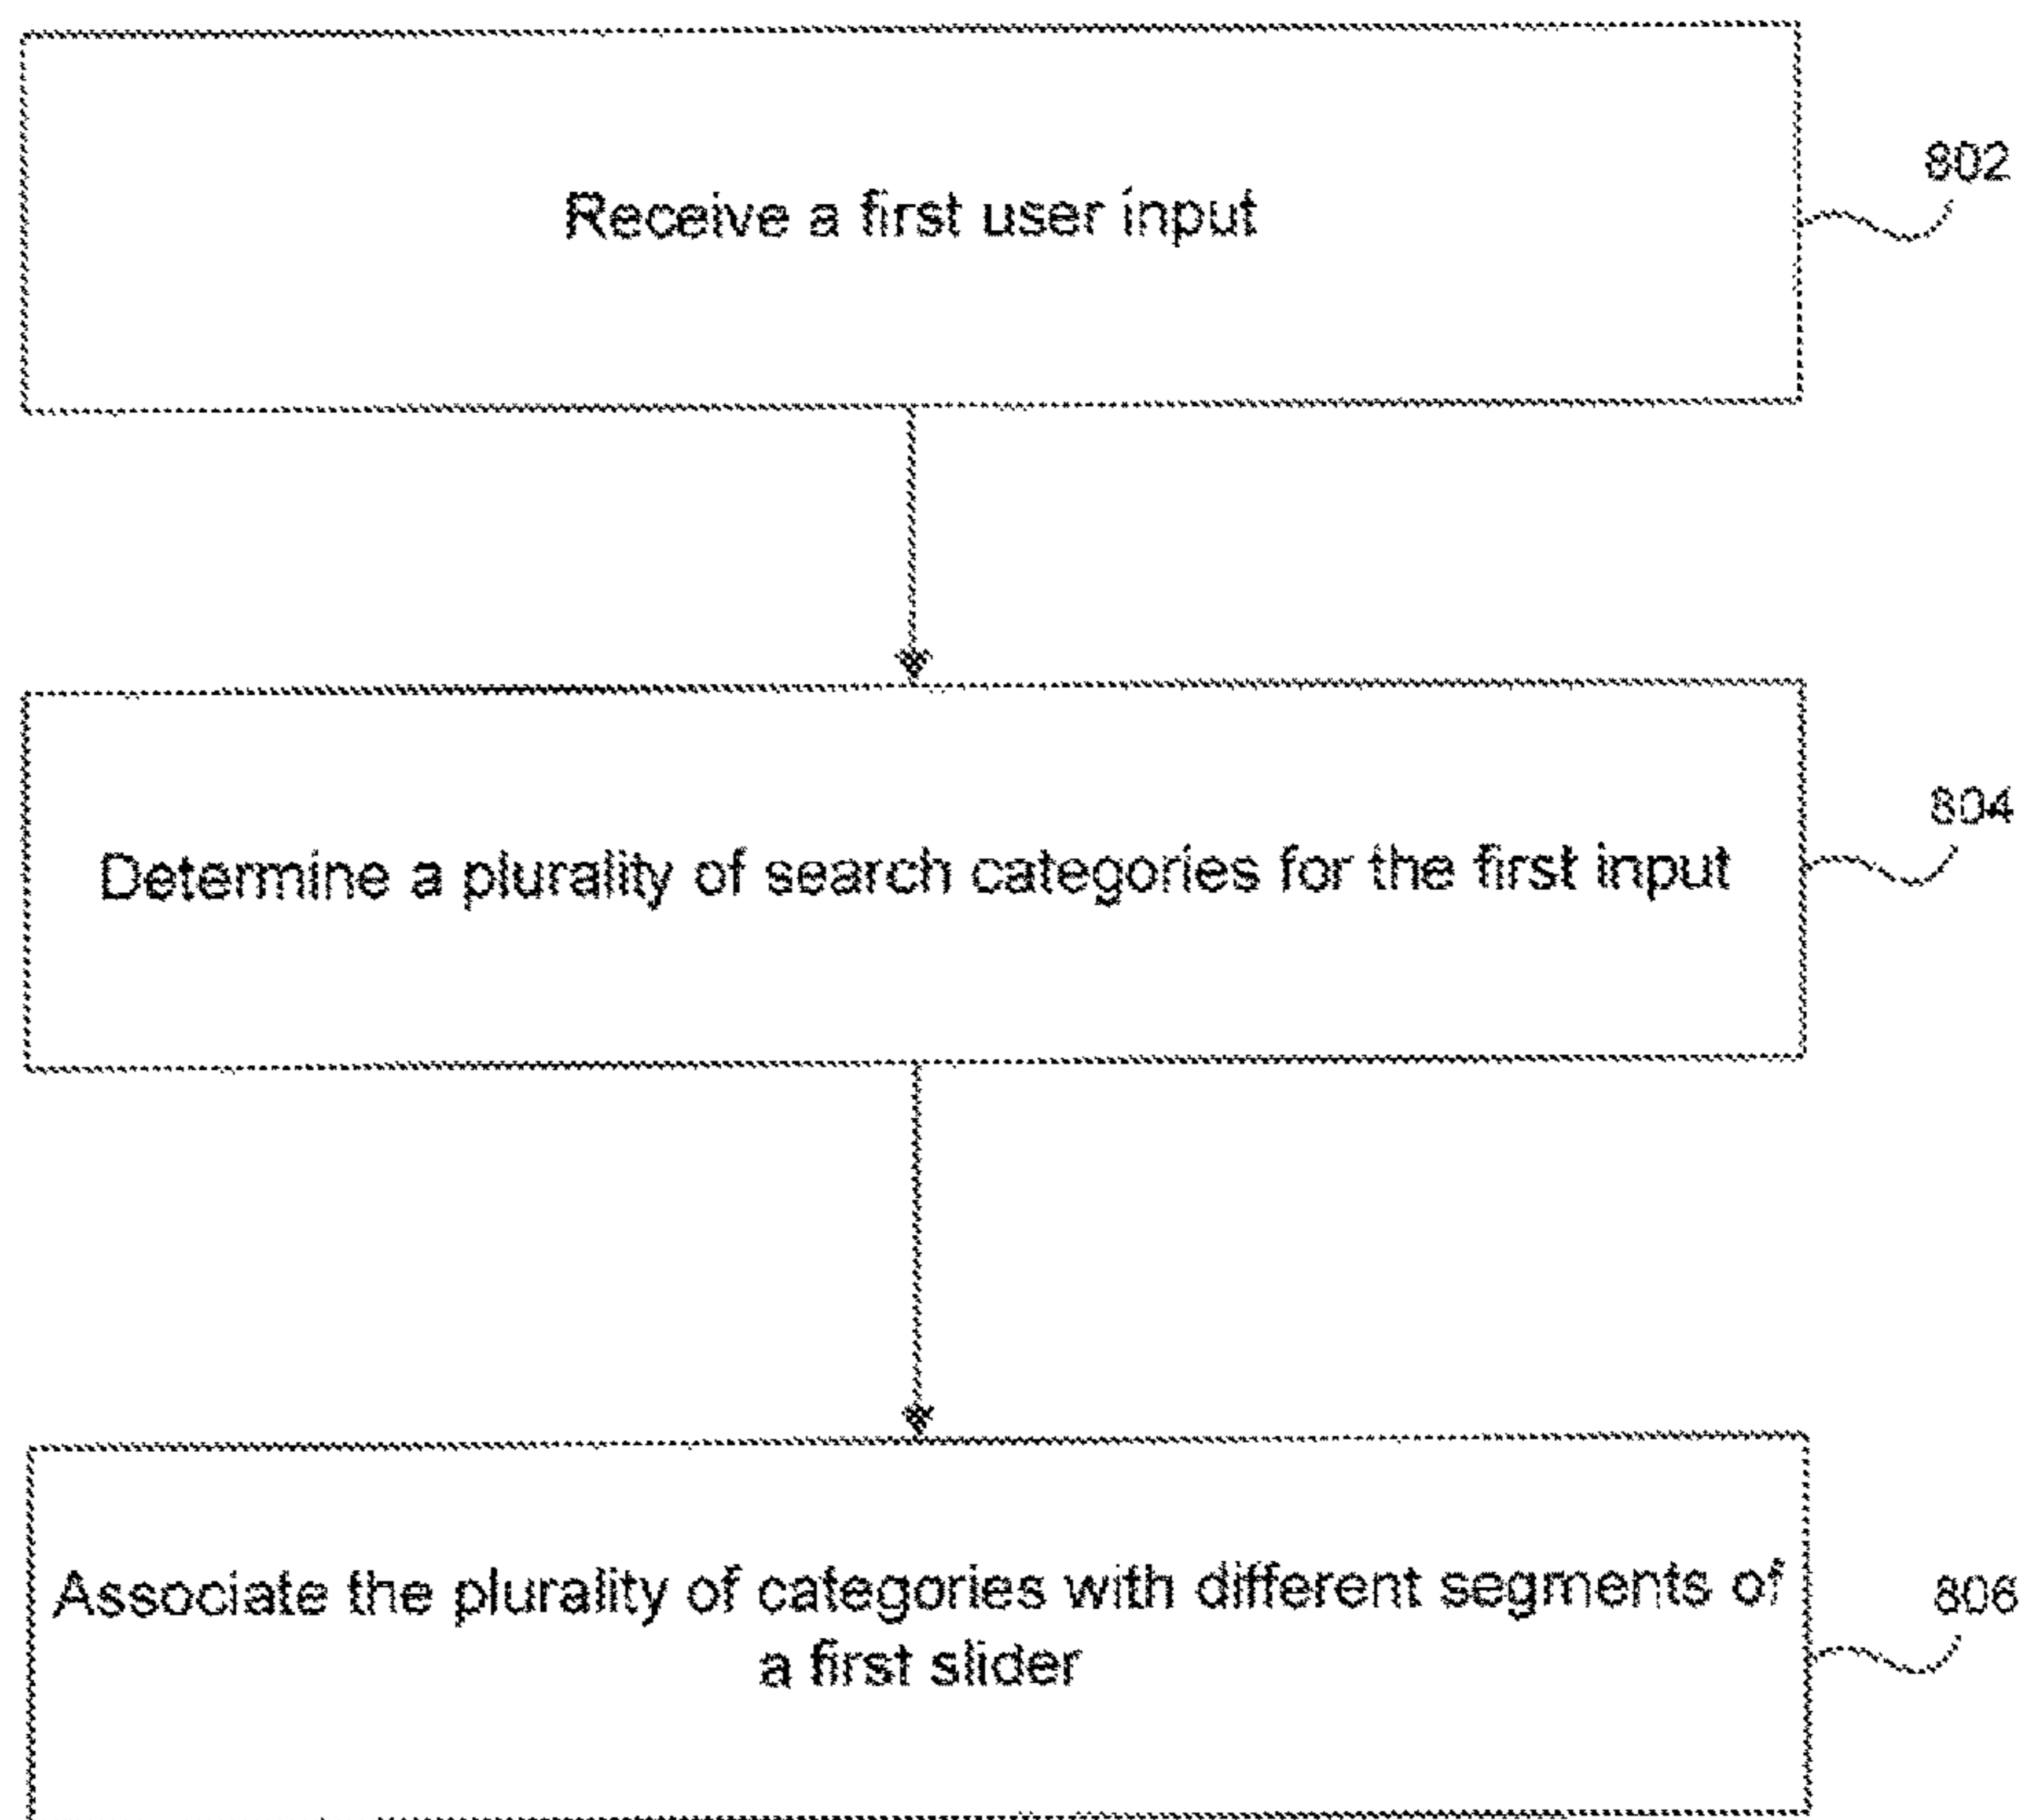 Receive a first user input
802
Determine a plurality of search categories for the first input
804
Associate the plurality of categories with different segments of
a first slider
806